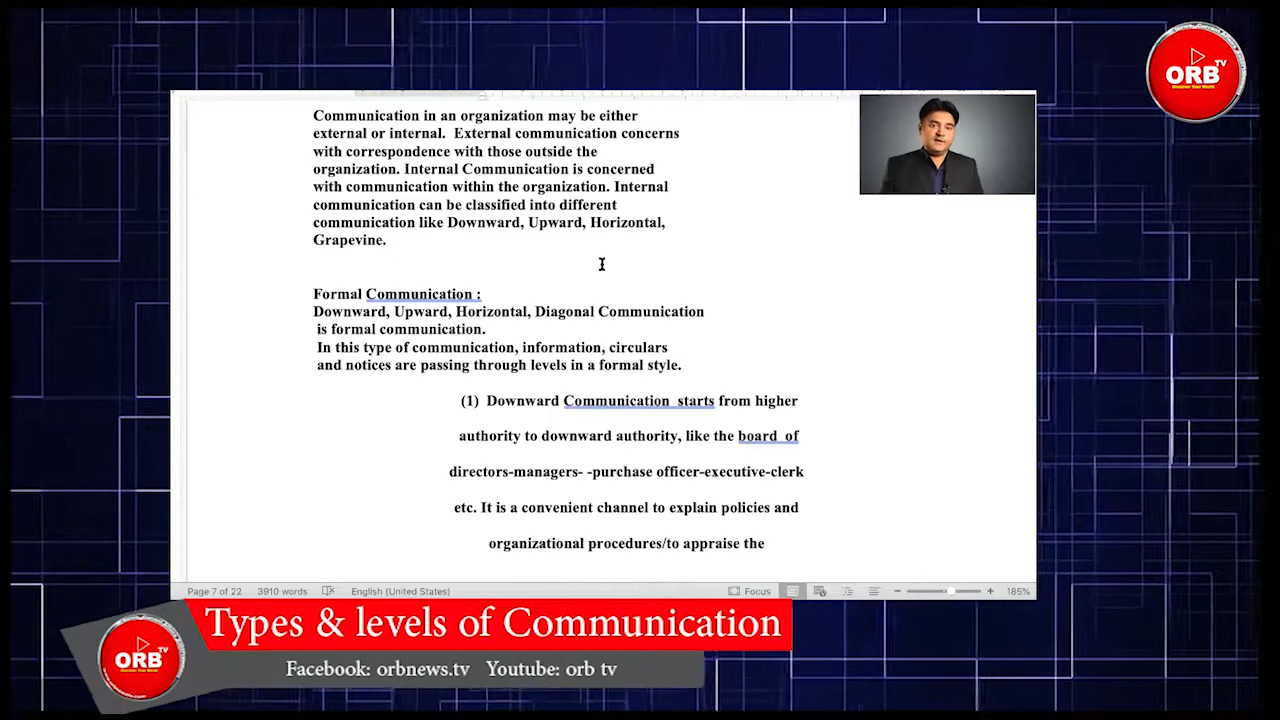 Communication in an organization may be either
external or internal.  External communication concerns
with correspondence with those outside the
organization. Internal Communication is concerned
with communication within the organization. Internal
communication can be classified into different
communication like Downward, Upward, Horizontal,
Grapevine.
Formal Communication :
Downward, Upward, Horizontal, Diagonal Communication
is formal communication.
In this type of communication, information, circulars
and notices are passing through levels in a formal style.
(1)  Downward Communication  starts from higher
authority to downward authority, like the board  of
directors-managers- -purchase officer-executive-clerk
etc. It is a convenient channel to explain policies and
organizational procedures/to appraise the
Page 7 of 22 3910 words English (United States) Focus 185%
Types & levels of Communication
Facebook: orbnews.tv Youtube: orb tv
ORB TV
Discover Your World
ORB TV
Discover Your World